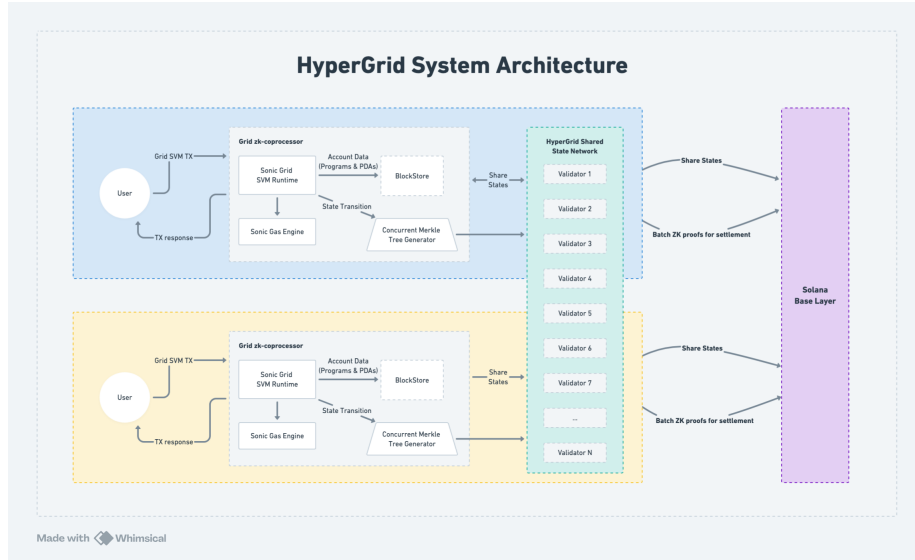 HyperGrid System Architecture
Grid zk-coprocessor
HyperGrid Shared
State Network
Grid SVM TX
User
TX response
Sonic Grid
SVM Runtime
Account Data
(Programs & PDAs)
BlockStore
State Transition
Sonic Gas Engine
Concurrent Merkle
Tree Generator
Share
States
Validator 1
Validator 2
Validator 3
Validator 4
Validator 5
Validator 6
Validator 7
...
Validator N
Share States
Batch ZK proofs for settlement
Solana
Base Layer
Grid zk-coprocessor
Grid SVM TX
User
TX response
Sonic Grid
SVM Runtime
Account Data
(Programs & PDAs)
BlockStore
State Transition
Sonic Gas Engine
Concurrent Merkle
Tree Generator
Share
States
Share States
Batch ZK proofs for settlement
Made with Whimsical